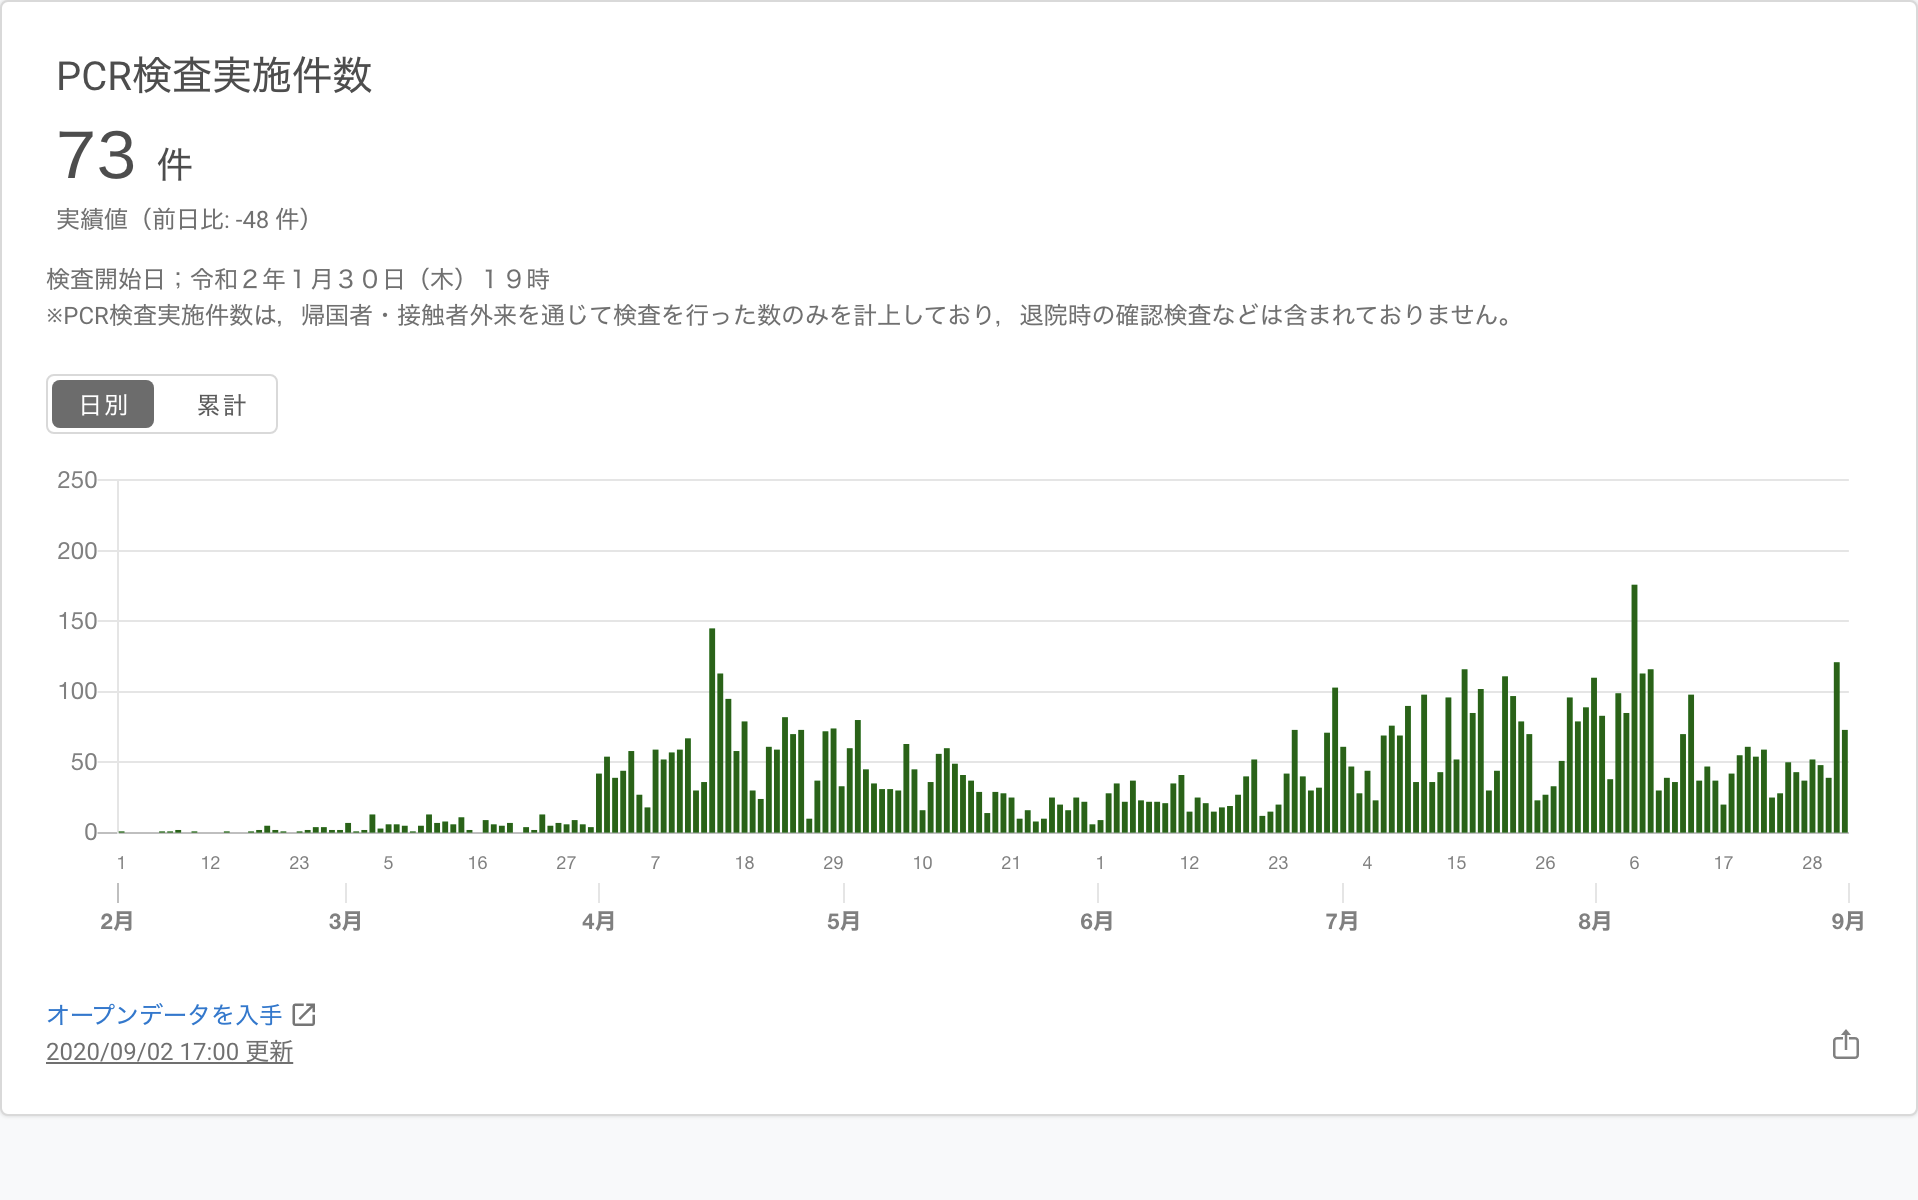 PCR検査実施件数
73 件
実績値（前日比: -48 件）
検査開始日；令和２年１月３０日（木）１９時
※PCR検査実施件数は，帰国者・接触者外来を通じて検査を行った数のみを計上しており，退院時の確認検査などは含まれておりません。
日別 累計
250
200
150
100
50
0
1 12 23 5 16 27 7 18 29 10 21 1 12 23 4 15 26 6 17 28
2月 3月 4月 5月 6月 7月 8月 9月
オープンデータを入手
2020/09/02 17:00 更新